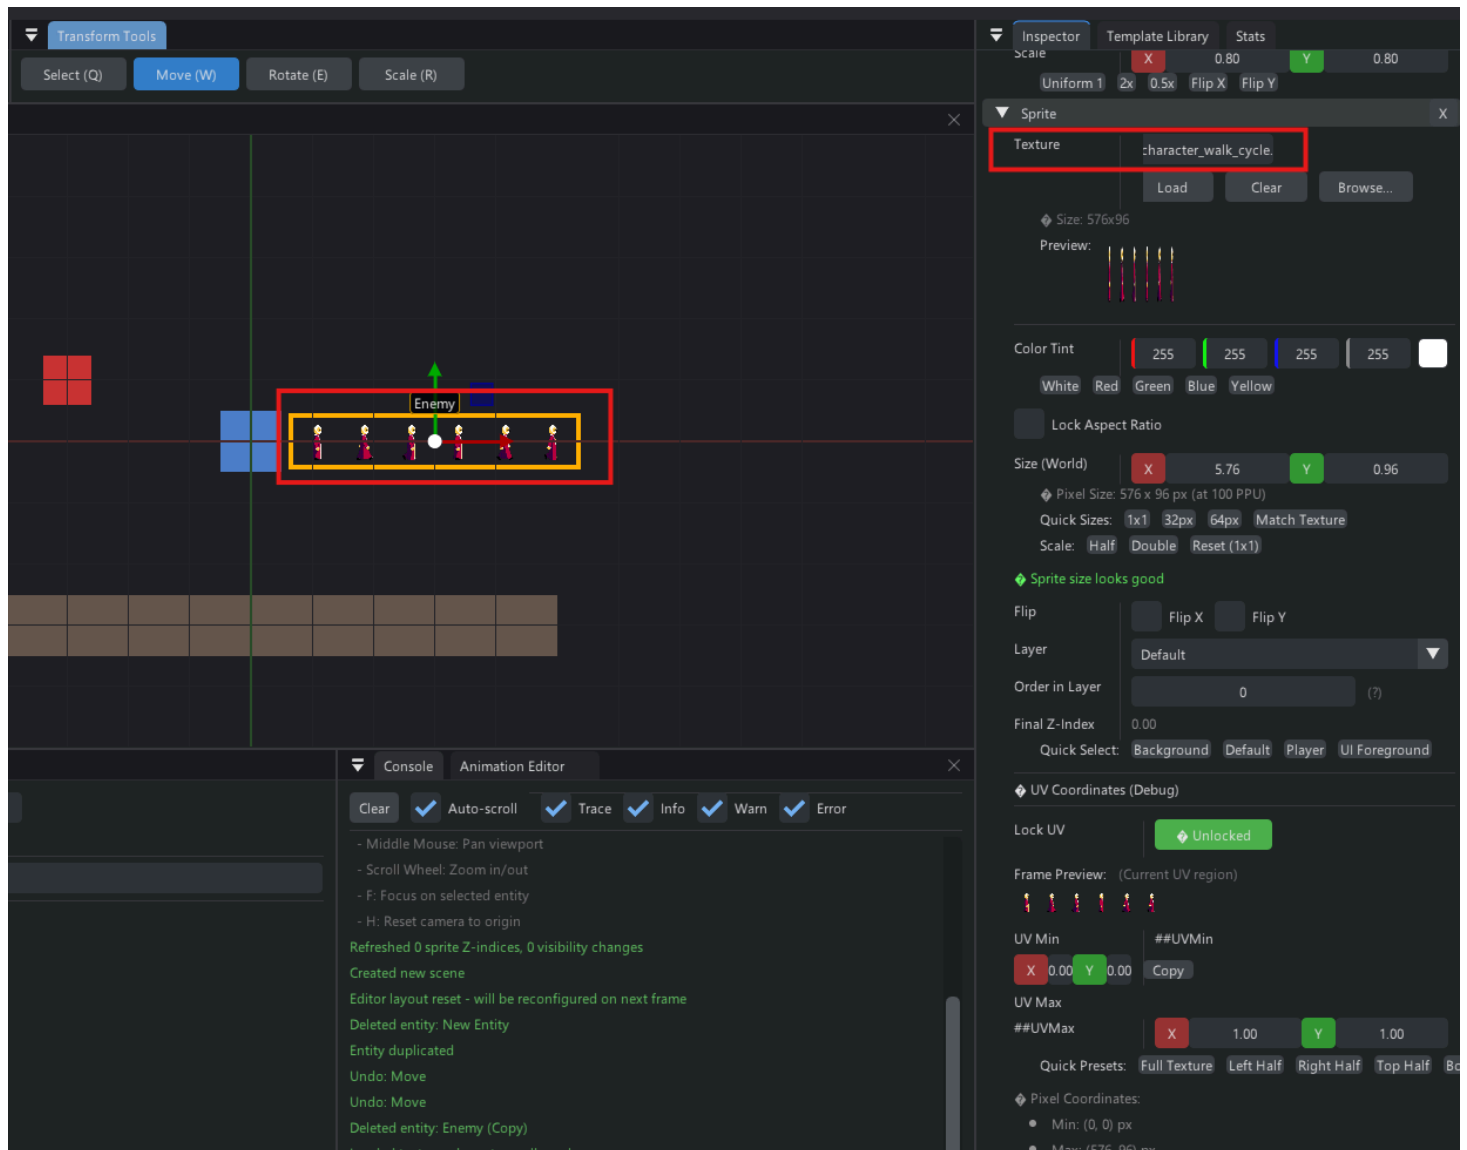 Transform Tools
Select (Q) Move (W) Rotate (E) Scale (R)
Enemy
Console Animation Editor
Clear Auto-scroll Trace Info Warn Error
- Middle Mouse: Pan viewport
- Scroll Wheel: Zoom in/out
- F: Focus on selected entity
- H: Reset camera to origin
Refreshed 0 sprite Z-indices, 0 visibility changes
Created new scene
Editor layout reset - will be reconfigured on next frame
Deleted entity: New Entity
Entity duplicated
Undo: Move
Undo: Move
Deleted entity: Enemy (Copy)
Inspector Template Library Stats
Scale X 0.80 Y 0.80
Uniform 1 2x 0.5x Flip X Flip Y
Sprite X
Texture character_walk_cycle.
Load Clear Browse...
� Size: 576x96
Preview:
Color Tint 255 255 255 255
White Red Green Blue Yellow
Lock Aspect Ratio
Size (World) X 5.76 Y 0.96
� Pixel Size: 576 x 96 px (at 100 PPU)
Quick Sizes: 1x1 32px 64px Match Texture
Scale: Half Double Reset (1x1)
� Sprite size looks good
Flip Flip X Flip Y
Layer Default
Order in Layer 0 (?)
Final Z-Index 0.00
Quick Select: Background Default Player UI Foreground
� UV Coordinates (Debug)
Lock UV � Unlocked
Frame Preview: (Current UV region)
UV Min ##UVMin
X 0.00 Y 0.00 Copy
UV Max
##UVMax X 1.00 Y 1.00
Quick Presets: Full Texture Left Half Right Half Top Half Bo
� Pixel Coordinates:
Min: (0, 0) px
Max: (576, 96) px